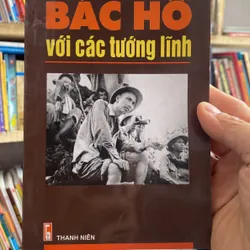 BÁC HỒ
với các tướng lĩnh
THANH NIÊN